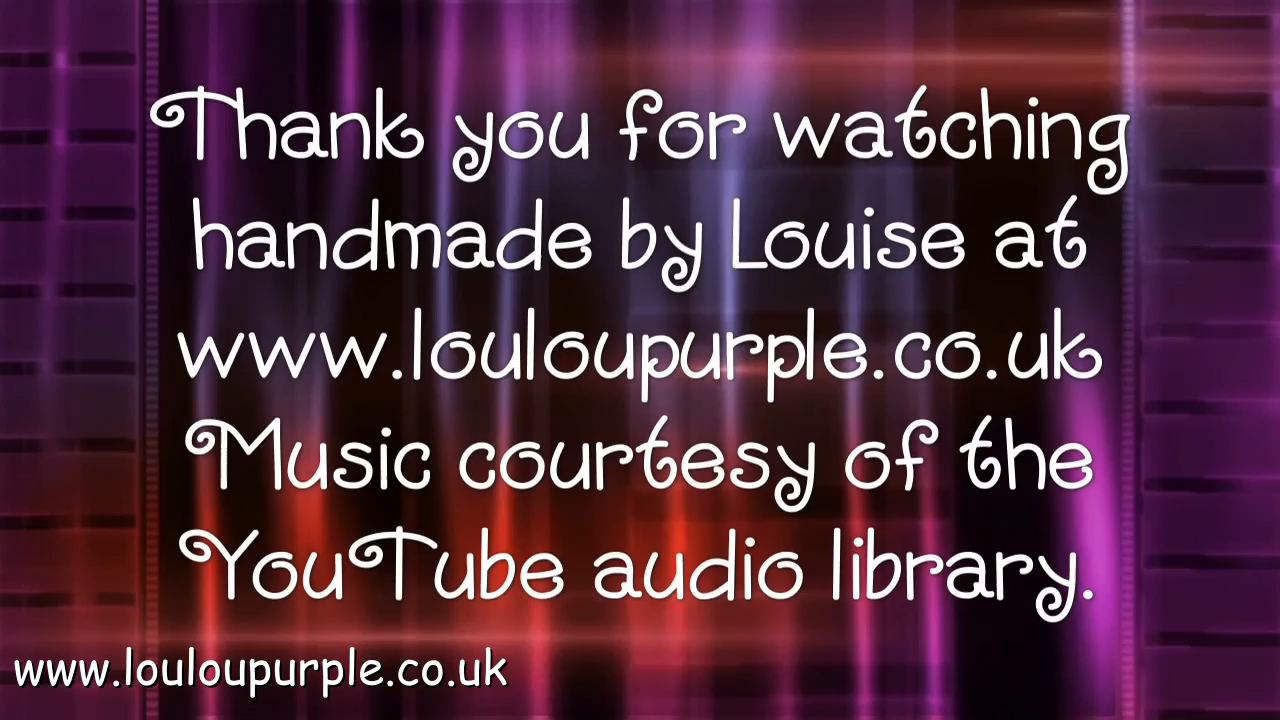 Thank you for watching
handmade by Louise at
www.louloupurple.co.uk
Music courtesy of the
YouTube audio library.
www.louloupurple.co.uk